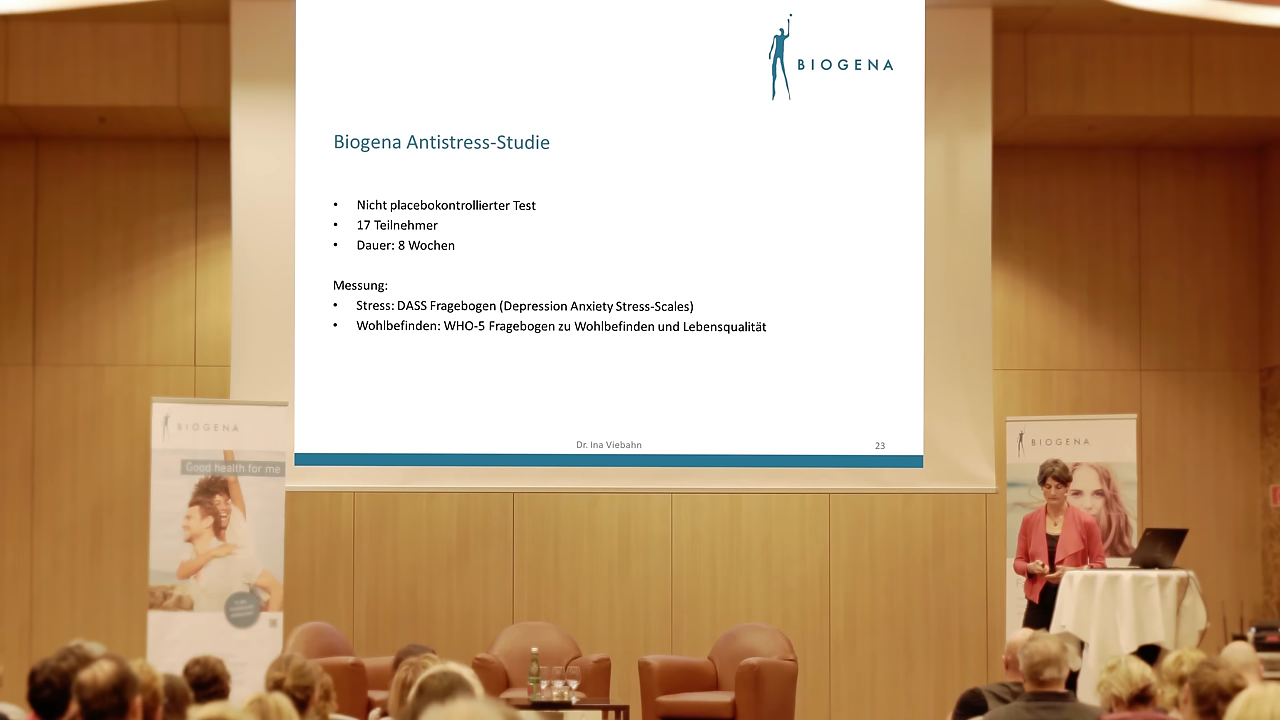 BIOGENA
Biogena Antistress-Studie
• Nicht placebokontrollierter Test
• 17 Teilnehmer
• Dauer: 8 Wochen
Messung:
• Stress: DASS Fragebogen (Depression Anxiety Stress-Scales)
• Wohlbefinden: WHO-5 Fragebogen zu Wohlbefinden und Lebensqualität
Dr. Ina Viebahn
23
BIOGENA
Good health for me
BIOGENA